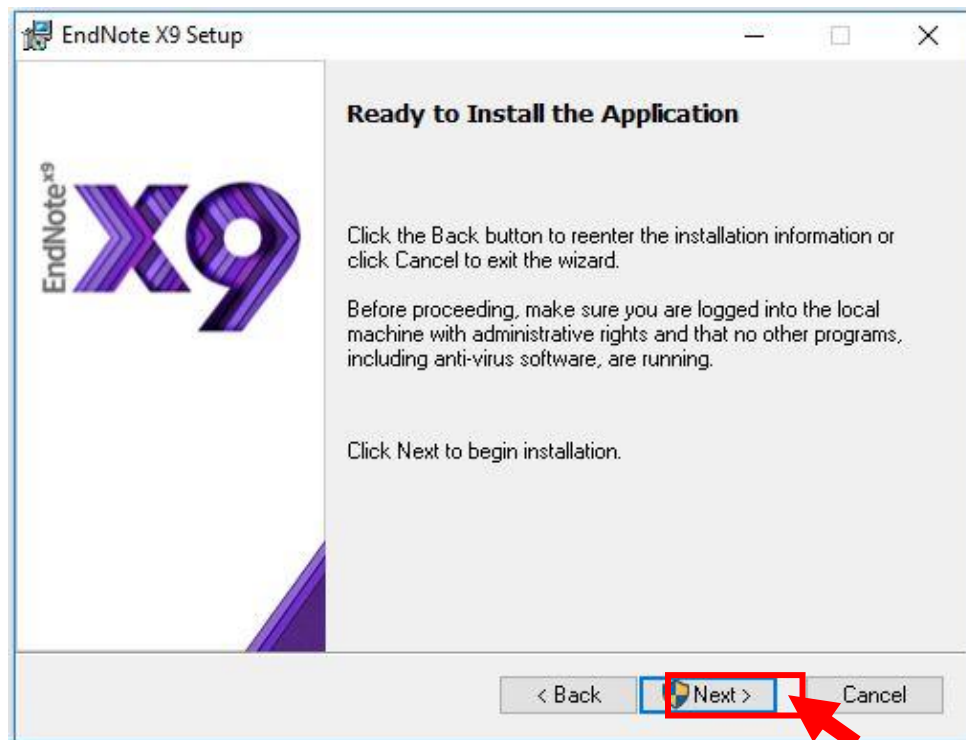 EndNote X9 Setup
EndNote x9
X9
Ready to Install the Application
Click the Back button to reenter the installation information or
click Cancel to exit the wizard.
Before proceeding, make sure you are logged into the local
machine with administrative rights and that no other programs,
including anti-virus software, are running.
Click Next to begin installation.
< Back
Next >
Cancel